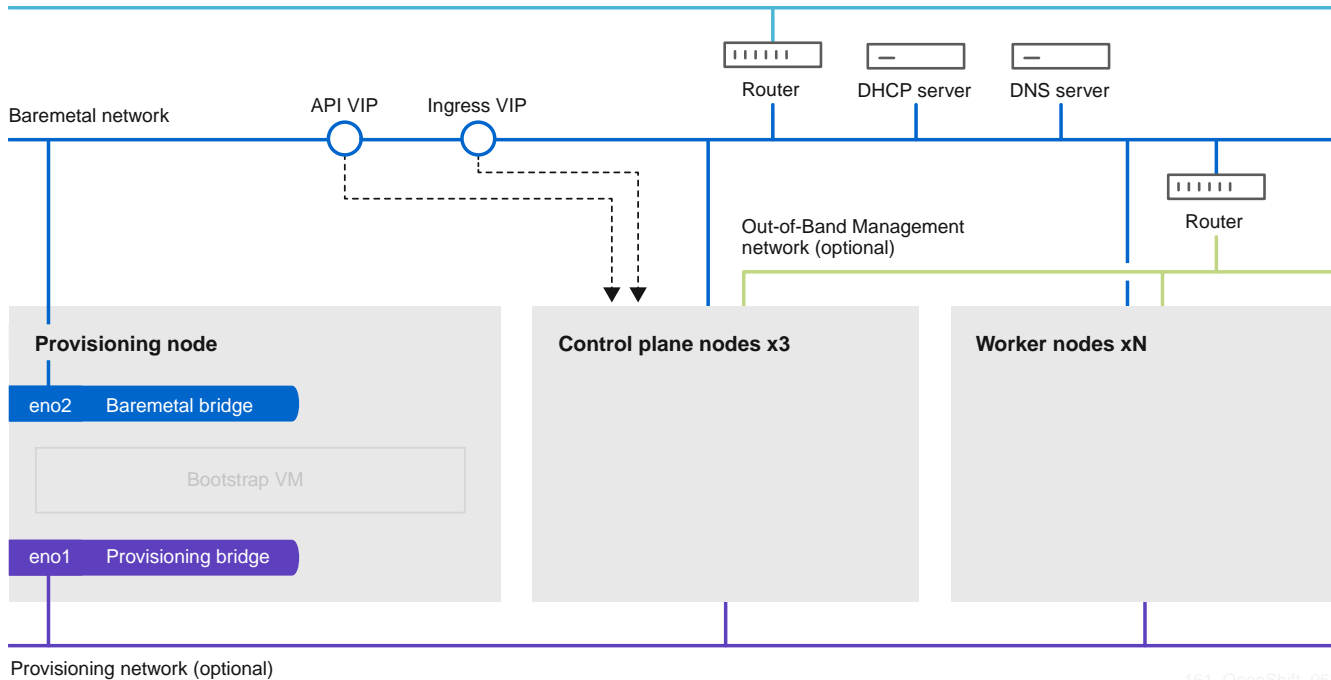 Router
DHCP server
DNS server
API VIP
Ingress VIP
Baremetal network
Router
Out-of-Band Management
network (optional)
Provisioning node
Control plane nodes x3
Worker nodes xN
eno2
Baremetal bridge
Bootstrap VM
eno1
Provisioning bridge
Provisioning network (optional)
161_OpenShift_05